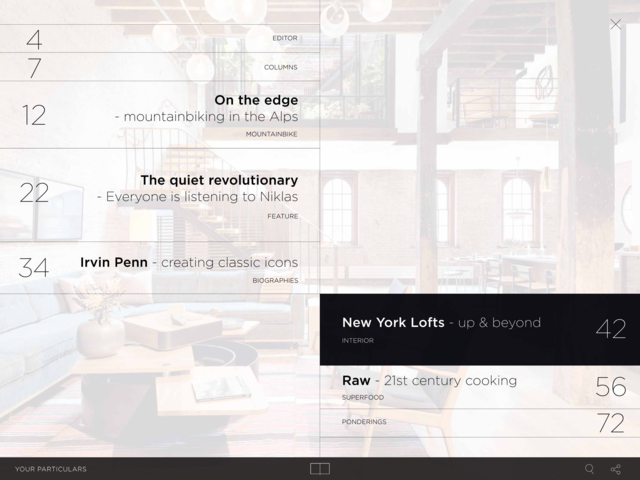 4
EDITOR
7
COLUMNS
12
On the edge
- mountainbiking in the Alps
MOUNTAINBIKE
22
The quiet revolutionary
- Everyone is listening to Niklas
FEATURE
34
Irvin Penn - creating classic icons
BIOGRAPHIES
New York Lofts - up & beyond
42
INTERIOR
Raw - 21st century cooking
56
SUPERFOOD
PONDERINGS
72
YOUR PARTICULARS